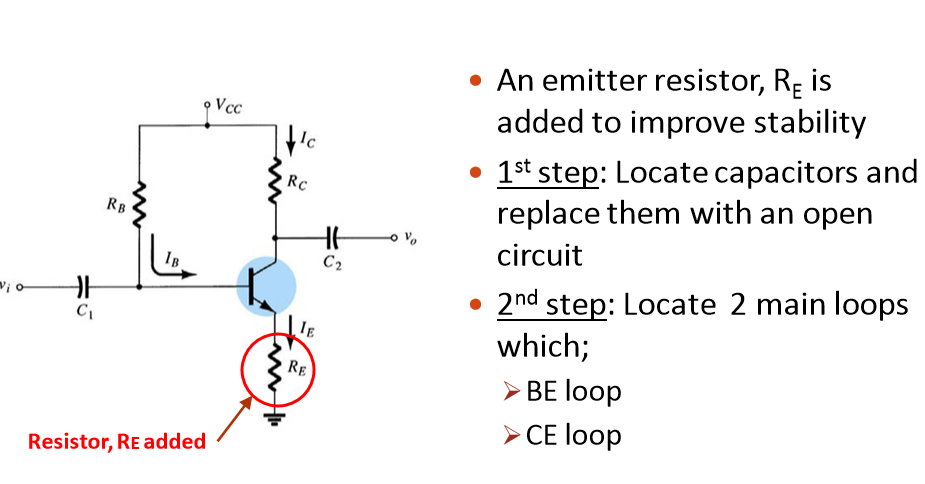 VCC
IC
RC
RB
IB
vo
C2
vi
C1
IE
RE
Resistor, RE added
• An emitter resistor, RE is
added to improve stability
• 1st step: Locate capacitors and
replace them with an open
circuit
• 2nd step: Locate 2 main loops
which;
➢BE loop
➢CE loop